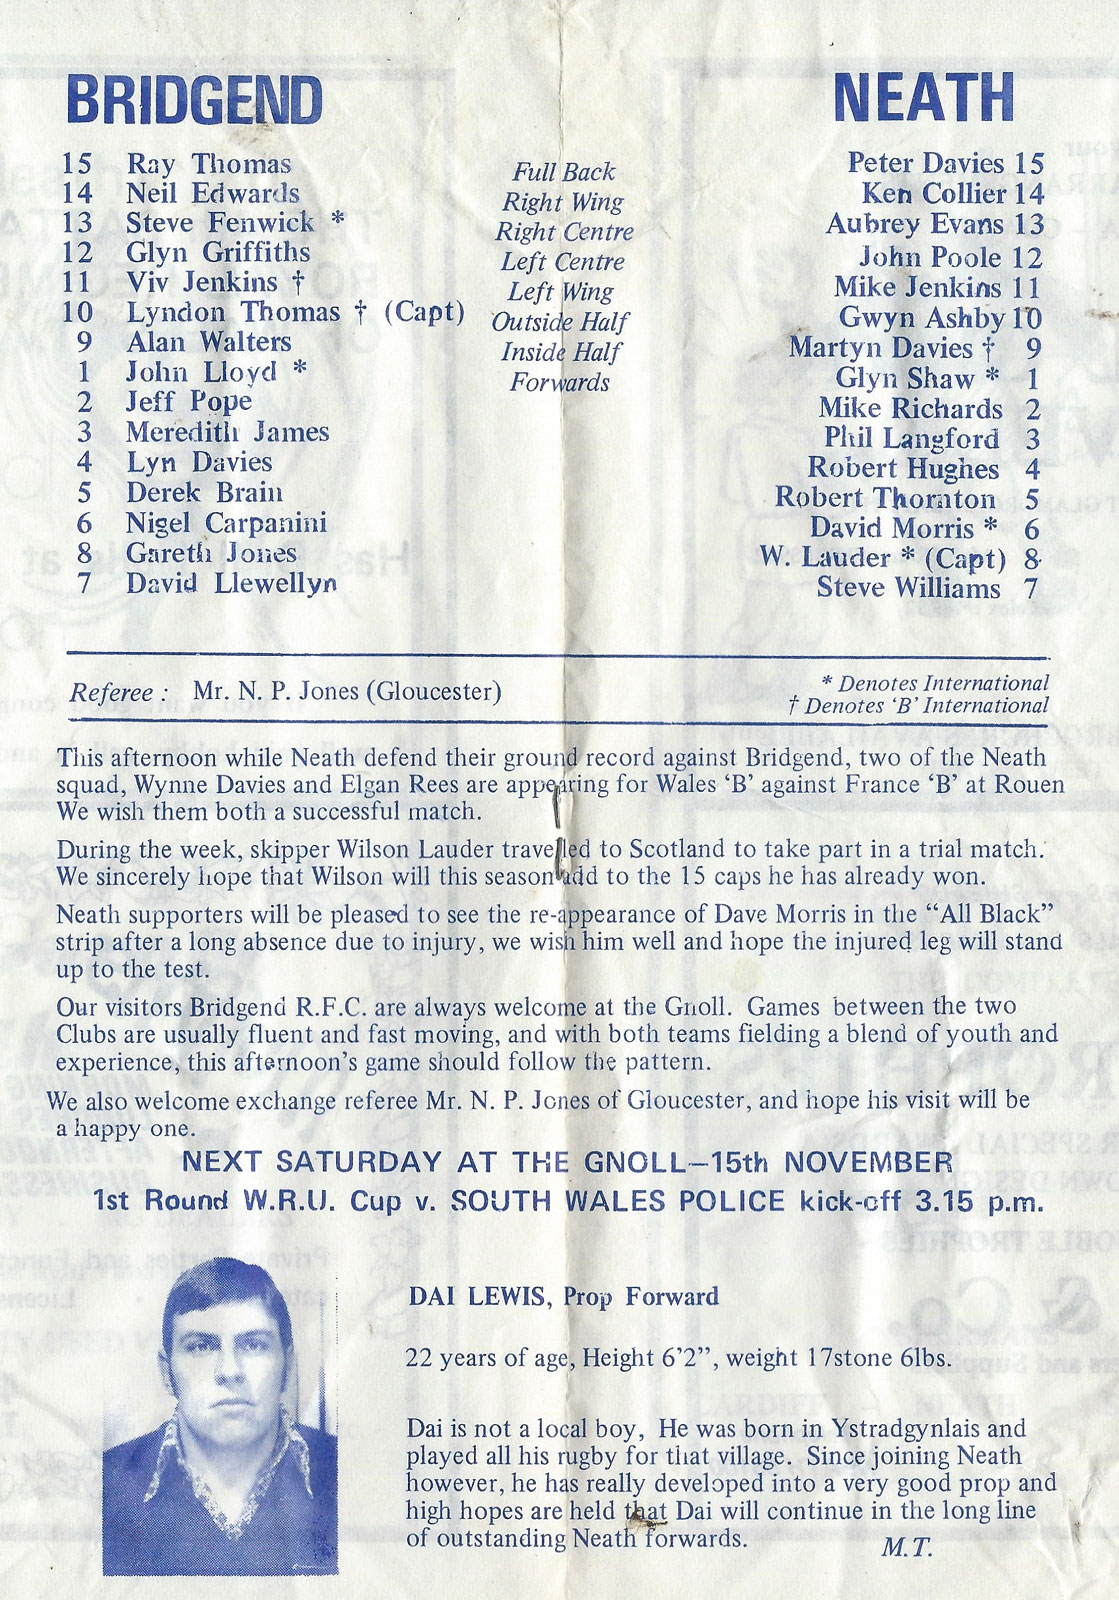 BRIDGEND NEATH
15 Ray Thomas Full Back Peter Davies 15
14 Neil Edwards Right Wing Ken Collier 14
13 Steve Fenwick * Right Centre Aubrey Evans 13
12 Glyn Griffiths Left Centre John Poole 12
11 Viv Jenkins † Left Wing Mike Jenkins 11
10 Lyndon Thomas † (Capt) Outside Half Gwyn Ashby 10
9 Alan Walters Inside Half Martyn Davies † 9
1 John Lloyd * Forwards Glyn Shaw * 1
2 Jeff Pope Mike Richards 2
3 Meredith James Phil Langford 3
4 Lyn Davies Robert Hughes 4
5 Derek Brain Robert Thornton 5
6 Nigel Carpanini David Morris * 6
8 Gareth Jones W. Lauder * (Capt) 8
7 David Llewellyn Steve Williams 7
Referee : Mr. N. P. Jones (Gloucester)
* Denotes International
† Denotes ‘B’ International
This afternoon while Neath defend their ground record against Bridgend, two of the Neath
squad, Wynne Davies and Elgan Rees are appearing for Wales ‘B’ against France ‘B’ at Rouen
We wish them both a successful match.
During the week, skipper Wilson Lauder travelled to Scotland to take part in a trial match.
We sincerely hope that Wilson will this season add to the 15 caps he has already won.
Neath supporters will be pleased to see the re-appearance of Dave Morris in the “All Black”
strip after a long absence due to injury, we wish him well and hope the injured leg will stand
up to the test.
Our visitors Bridgend R.F.C. are always welcome at the Gnoll. Games between the two
Clubs are usually fluent and fast moving, and with both teams fielding a blend of youth and
experience, this afternoon’s game should follow the pattern.
We also welcome exchange referee Mr. N. P. Jones of Gloucester, and hope his visit will be
a happy one.
NEXT SATURDAY AT THE GNOLL–15th NOVEMBER
1st Round W.R.U. Cup v. SOUTH WALES POLICE kick-off 3.15 p.m.
DAI LEWIS, Prop Forward
22 years of age, Height 6’2”, weight 17stone 6lbs.
Dai is not a local boy, He was born in Ystradgynlais and
played all his rugby for that village. Since joining Neath
however, he has really developed into a very good prop and
high hopes are held that Dai will continue in the long line
of outstanding Neath forwards.
M.T.